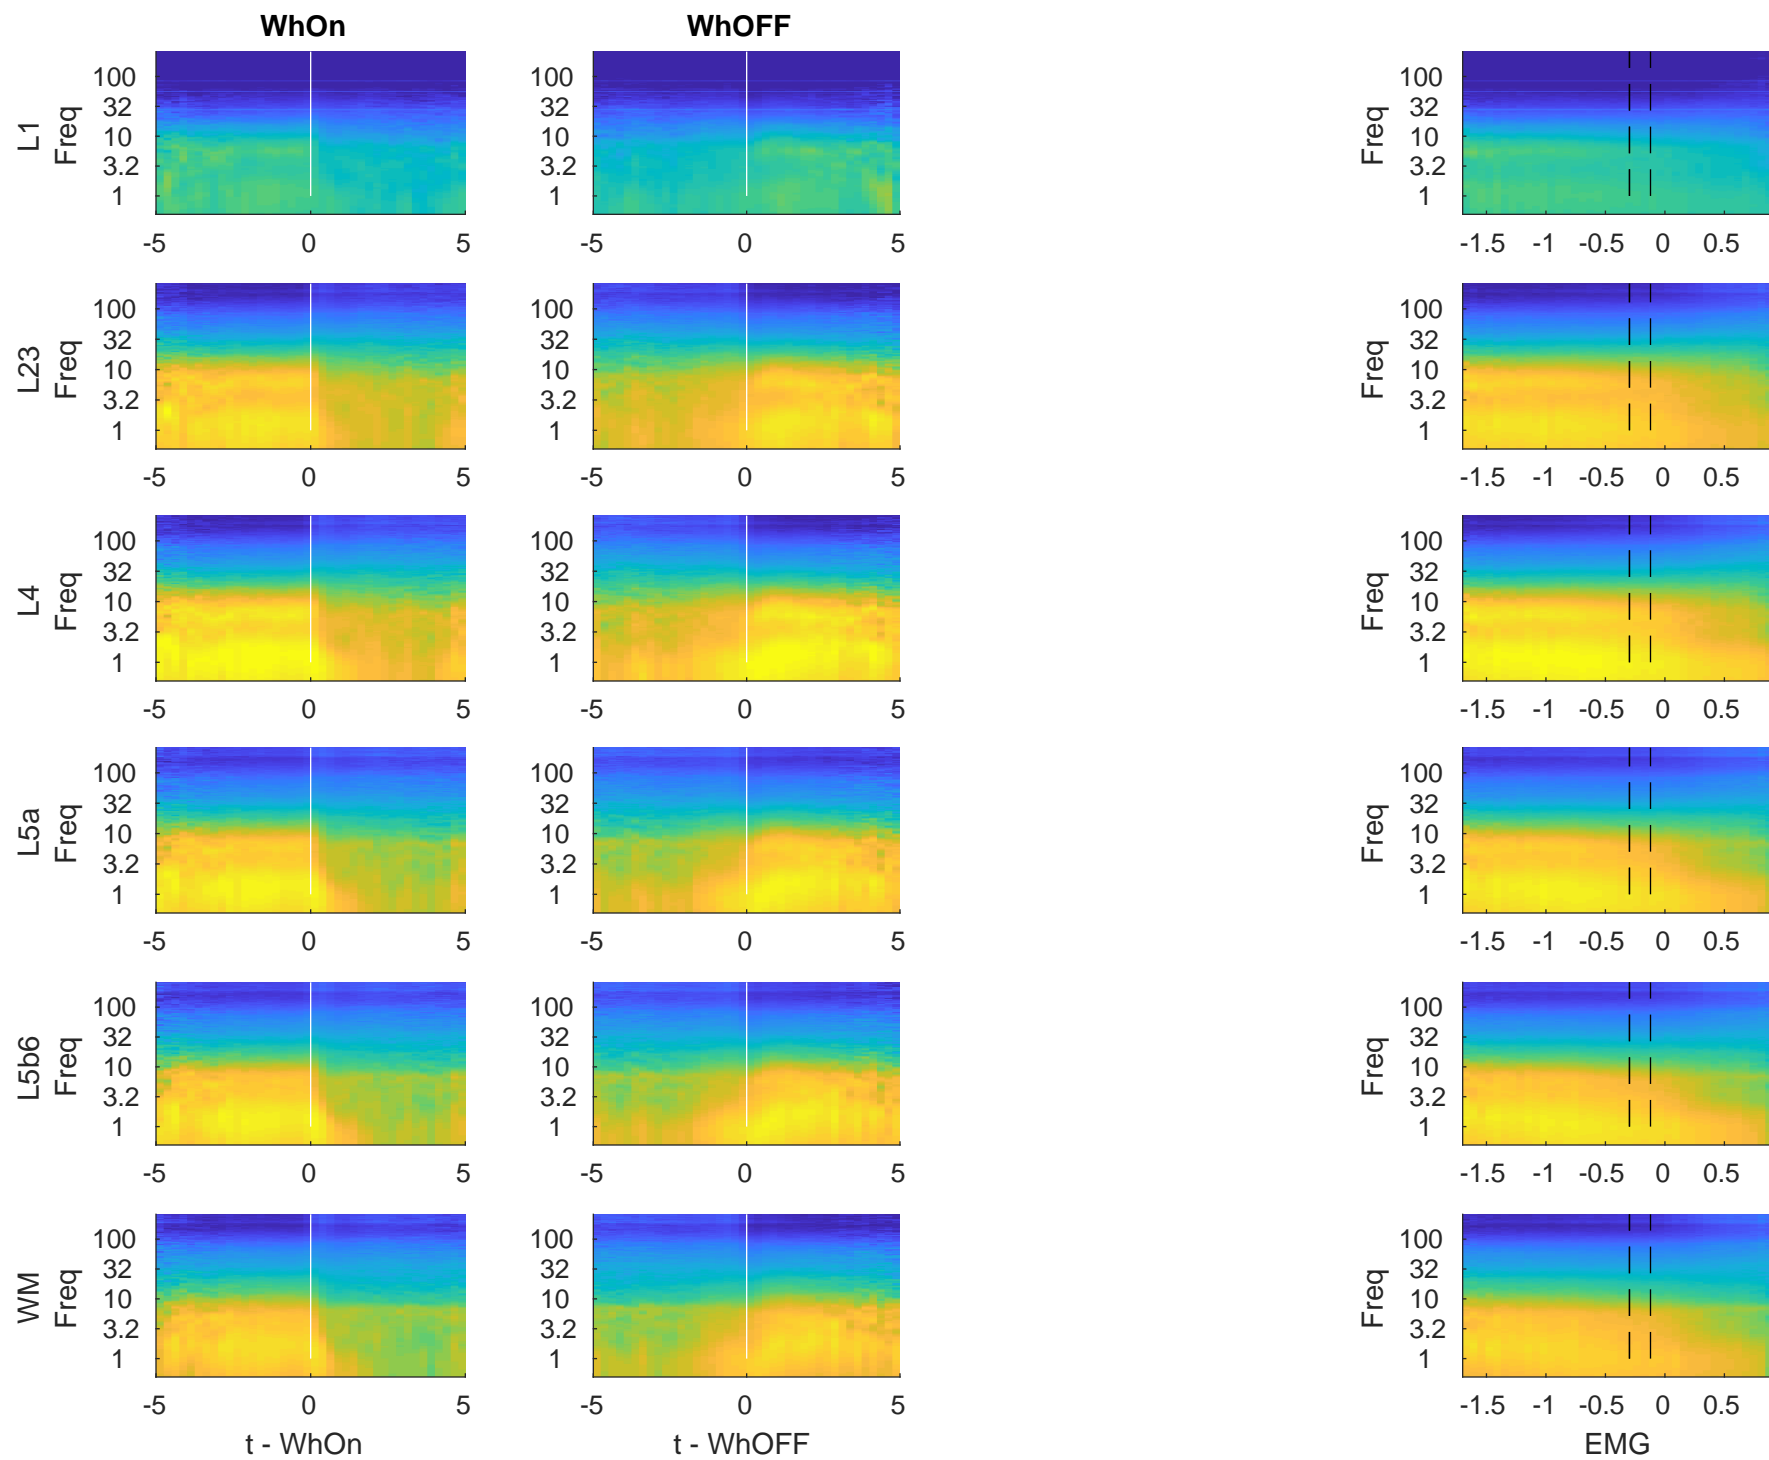 WhOn WhOFF
L1 Freq 100 32 10 3.2 1 100 32 10 3.2 1 Freq 100 32 10 3.2 1
-5 0 5 -5 0 5 -1.5 -1 -0.5 0 0.5
L23 Freq 100 32 10 3.2 1 100 32 10 3.2 1 Freq 100 32 10 3.2 1
-5 0 5 -5 0 5 -1.5 -1 -0.5 0 0.5
L4 Freq 100 32 10 3.2 1 100 32 10 3.2 1 Freq 100 32 10 3.2 1
-5 0 5 -5 0 5 -1.5 -1 -0.5 0 0.5
L5a Freq 100 32 10 3.2 1 100 32 10 3.2 1 Freq 100 32 10 3.2 1
-5 0 5 -5 0 5 -1.5 -1 -0.5 0 0.5
L5b6 Freq 100 32 10 3.2 1 100 32 10 3.2 1 Freq 100 32 10 3.2 1
-5 0 5 -5 0 5 -1.5 -1 -0.5 0 0.5
WM Freq 100 32 10 3.2 1 100 32 10 3.2 1 Freq 100 32 10 3.2 1
-5 0 5 -5 0 5 -1.5 -1 -0.5 0 0.5
t - WhOn t - WhOFF EMG